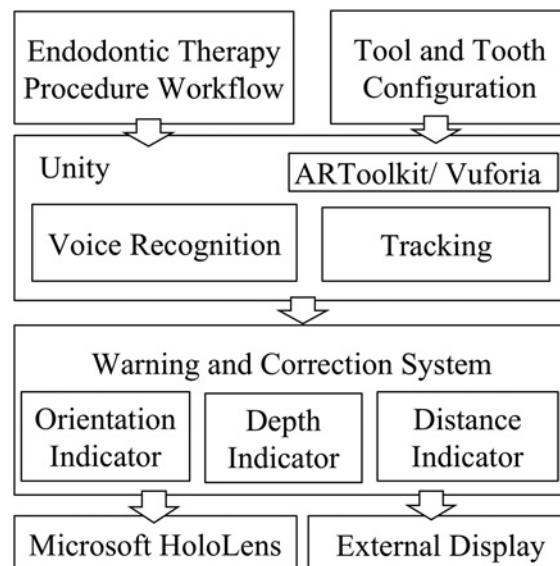 Endodontic Therapy
Procedure Workflow
Tool and Tooth
Configuration
Unity
ARToolkit/ Vuforia
Voice Recognition
Tracking
Warning and Correction System
Orientation
Indicator
Depth
Indicator
Distance
Indicator
Microsoft HoloLens
External Display